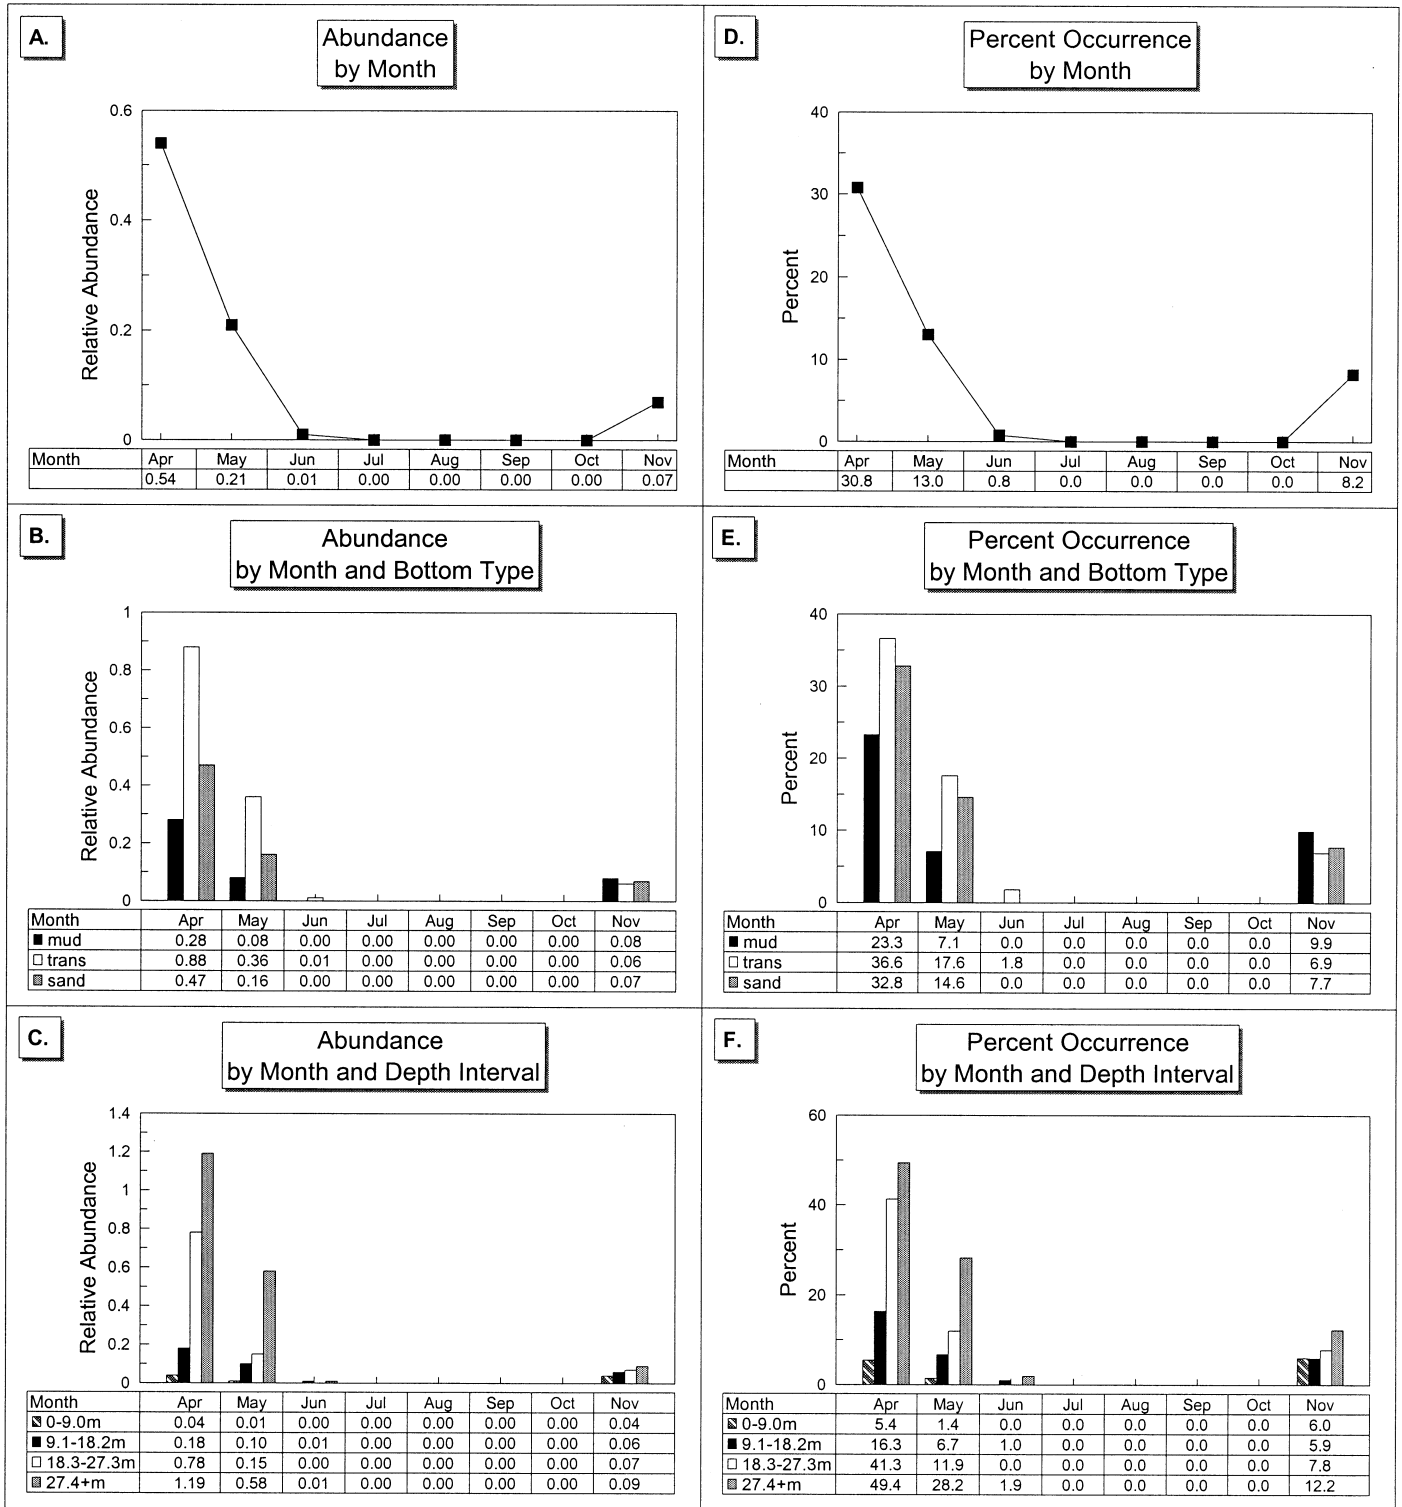 A.
Abundance
by Month
0.6
0.4
0.2
0
Relative Abundance
Month Apr May Jun Jul Aug Sep Oct Nov
0.54 0.21 0.01 0.00 0.00 0.00 0.00 0.07
D.
Percent Occurrence
by Month
40
30
20
10
0
Percent
Month Apr May Jun Jul Aug Sep Oct Nov
30.8 13.0 0.8 0.0 0.0 0.0 0.0 8.2
B.
Abundance
by Month and Bottom Type
1
0.8
0.6
0.4
0.2
0
Relative Abundance
Month Apr May Jun Jul Aug Sep Oct Nov
mud 0.28 0.08 0.00 0.00 0.00 0.00 0.00 0.08
trans 0.88 0.36 0.01 0.00 0.00 0.00 0.00 0.06
sand 0.47 0.16 0.00 0.00 0.00 0.00 0.00 0.07
E.
Percent Occurrence
by Month and Bottom Type
40
30
20
10
0
Percent
Month Apr May Jun Jul Aug Sep Oct Nov
mud 23.3 7.1 0.0 0.0 0.0 0.0 0.0 9.9
trans 36.6 17.6 1.8 0.0 0.0 0.0 0.0 6.9
sand 32.8 14.6 0.0 0.0 0.0 0.0 0.0 7.7
C.
Abundance
by Month and Depth Interval
1.4
1.2
1
0.8
0.6
0.4
0.2
0
Relative Abundance
Month Apr May Jun Jul Aug Sep Oct Nov
0-9.0m 0.04 0.01 0.00 0.00 0.00 0.00 0.00 0.04
9.1-18.2m 0.18 0.10 0.01 0.00 0.00 0.00 0.00 0.06
18.3-27.3m 0.78 0.15 0.00 0.00 0.00 0.00 0.00 0.07
27.4+m 1.19 0.58 0.01 0.00 0.00 0.00 0.00 0.09
F.
Percent Occurrence
by Month and Depth Interval
60
40
20
0
Percent
Month Apr May Jun Jul Aug Sep Oct Nov
0-9.0m 5.4 1.4 0.0 0.0 0.0 0.0 0.0 6.0
9.1-18.2m 16.3 6.7 1.0 0.0 0.0 0.0 0.0 5.9
18.3-27.3m 41.3 11.9 0.0 0.0 0.0 0.0 0.0 7.8
27.4+m 49.4 28.2 1.9 0.0 0.0 0.0 0.0 12.2